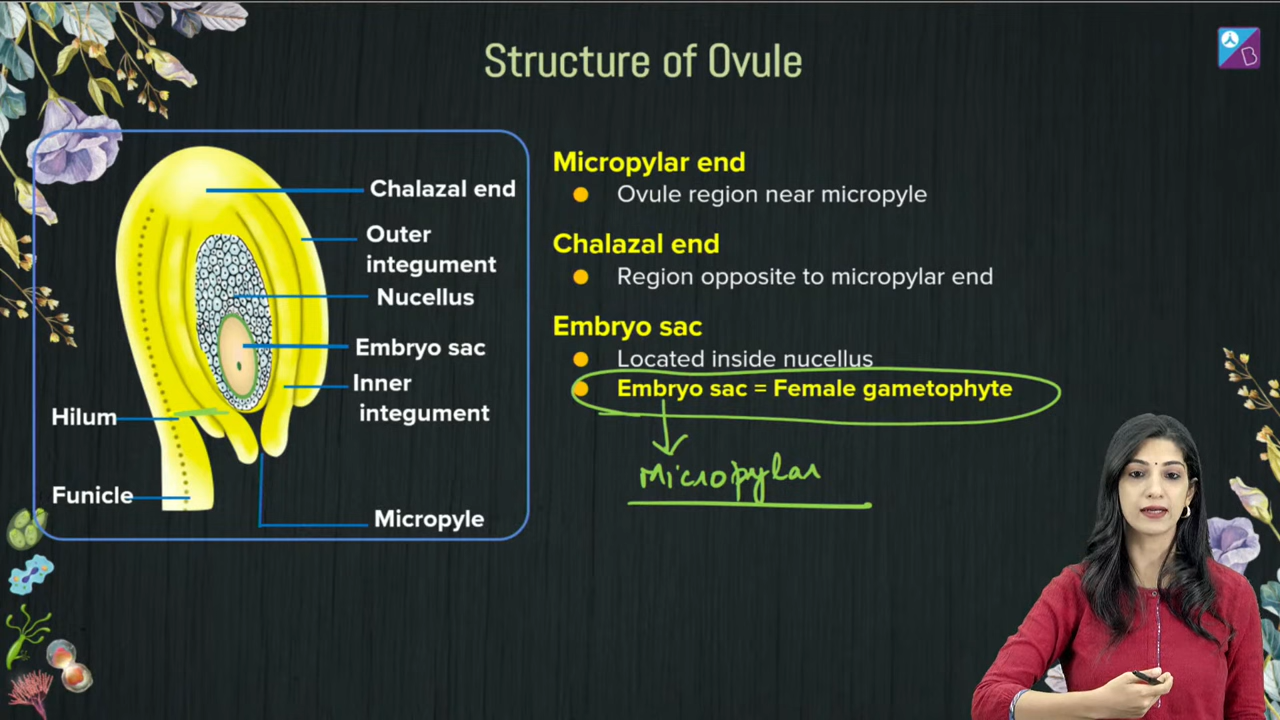 Structure of Ovule
Chalazal end
Outer
integument
Nucellus
Embryo sac
Inner
integument
Hilum
Funicle
Micropyle
Micropylar end
Ovule region near micropyle
Chalazal end
Region opposite to micropylar end
Embryo sac
Located inside nucellus
Embryo sac = Female gametophyte
Micropylar
B